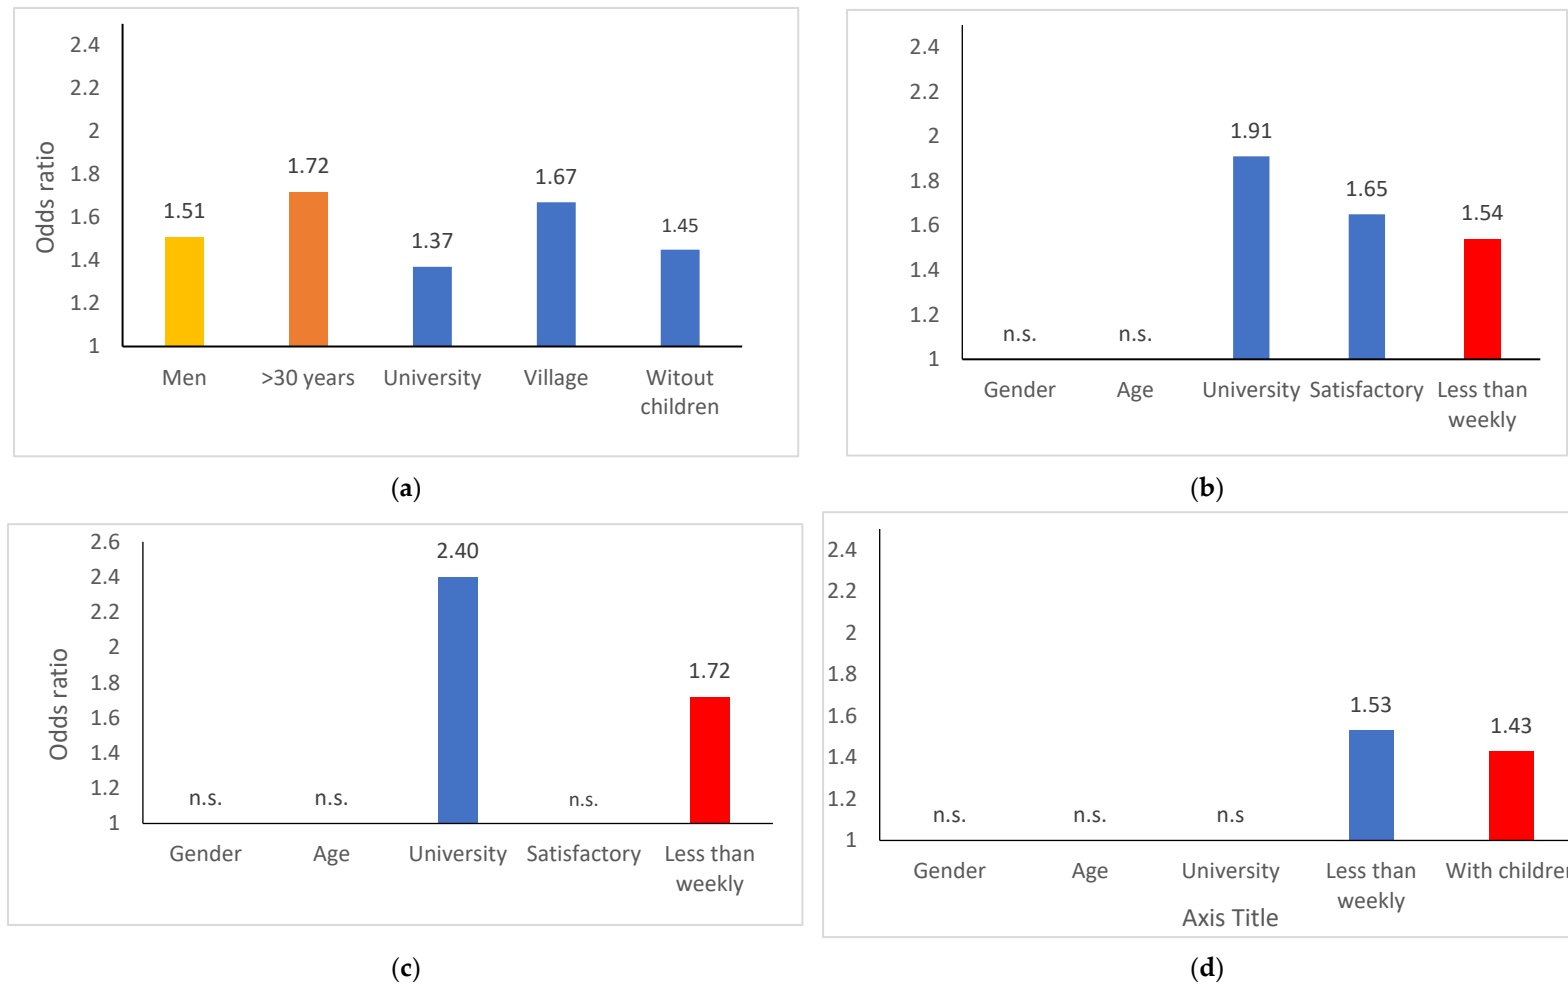 2.4
2.2
2
1.8
1.6
1.4
1.2
1
Odds ratio
1.51
1.72
1.37
1.67
1.45
Men
>30 years
University
Village
Witout
children
(a)
2.4
2.2
2
1.8
1.6
1.4
1.2
1
n.s.
n.s.
1.91
1.65
1.54
Gender
Age
University
Satisfactory
Less than
weekly
(b)
2.6
2.4
2.2
2
1.8
1.6
1.4
1.2
1
Odds ratio
n.s.
n.s.
2.40
n.s.
1.72
Gender
Age
University
Satisfactory
Less than
weekly
(c)
2.4
2.2
2
1.8
1.6
1.4
1.2
1
n.s.
n.s.
n.s
1.53
1.43
Gender
Age
University
Less than
weekly
With children
Axis Title
(d)